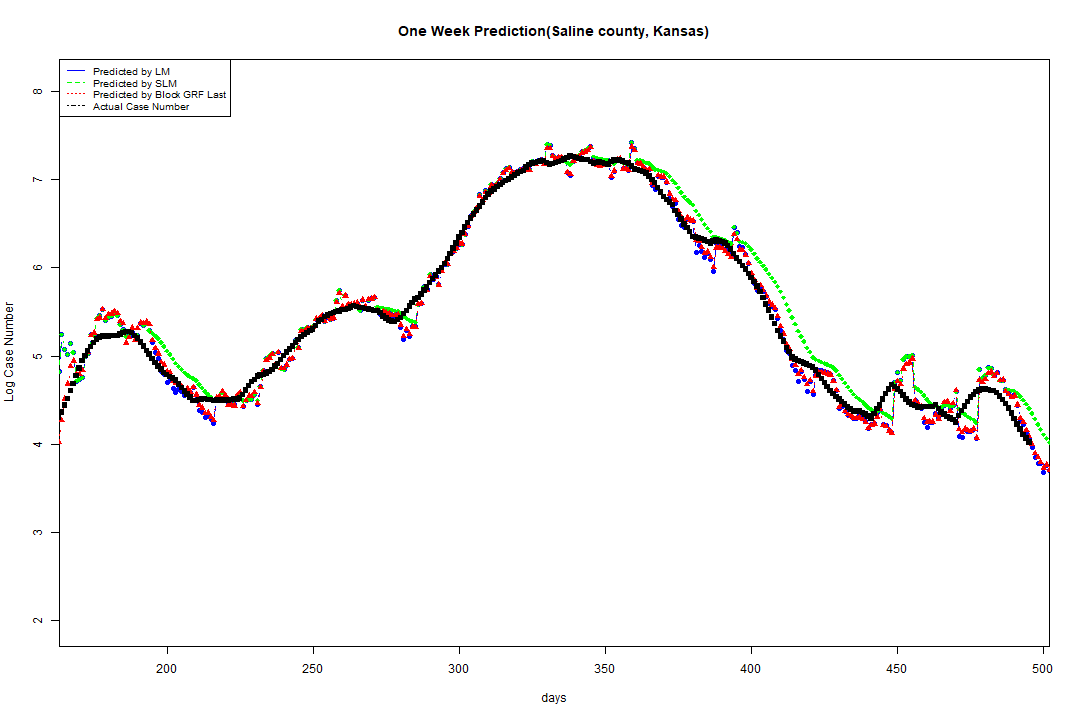 One Week Prediction(Saline county, Kansas)
Predicted by LM
Predicted by SLM
Predicted by Block GRF Last
Actual Case Number
8
7
6
5
4
3
2
Log Case Number
200 250 300 350 400 450 500
days